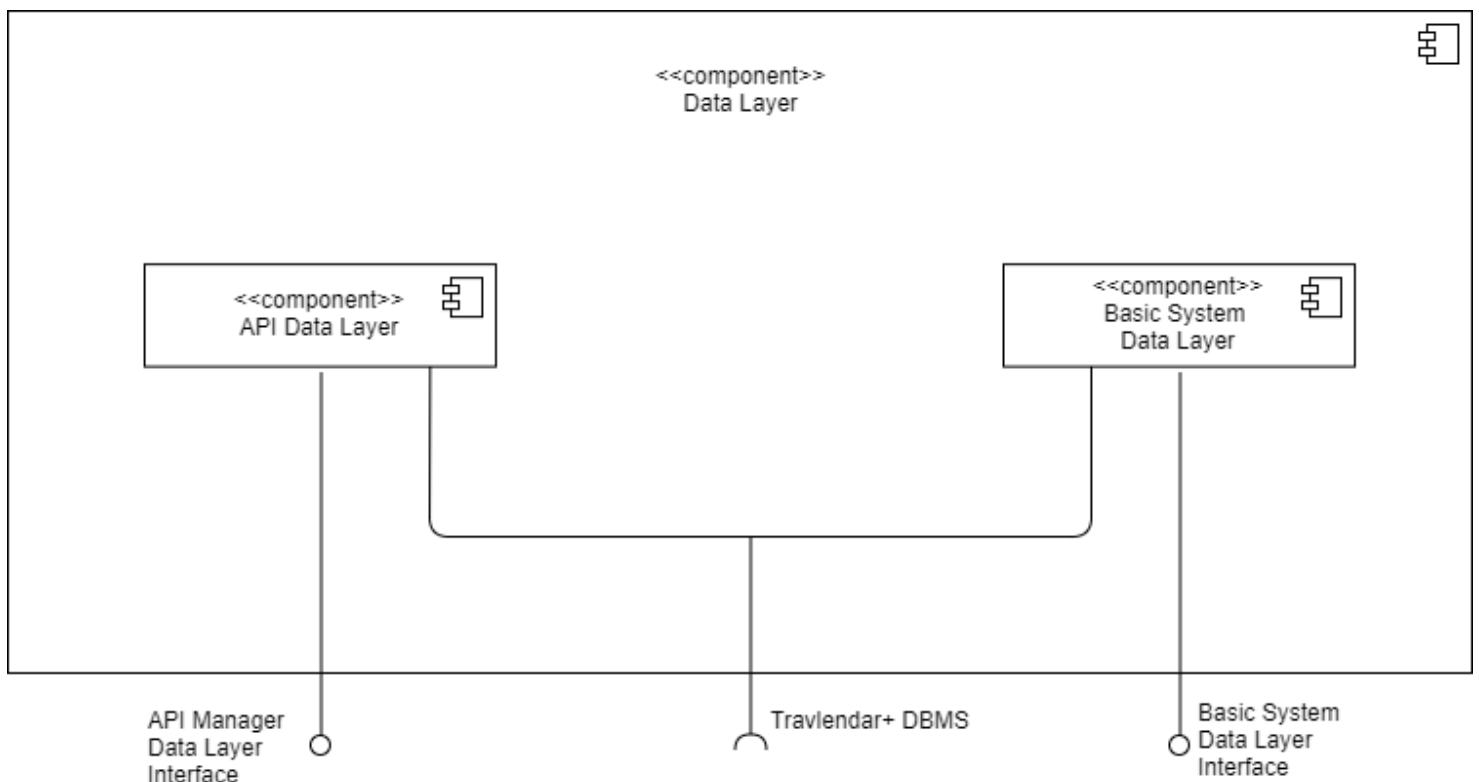 <<component>>
Data Layer
<<component>>
API Data Layer
<<component>>
Basic System
Data Layer
API Manager
Data Layer
Interface
Travlendar+ DBMS
Basic System
Data Layer
Interface